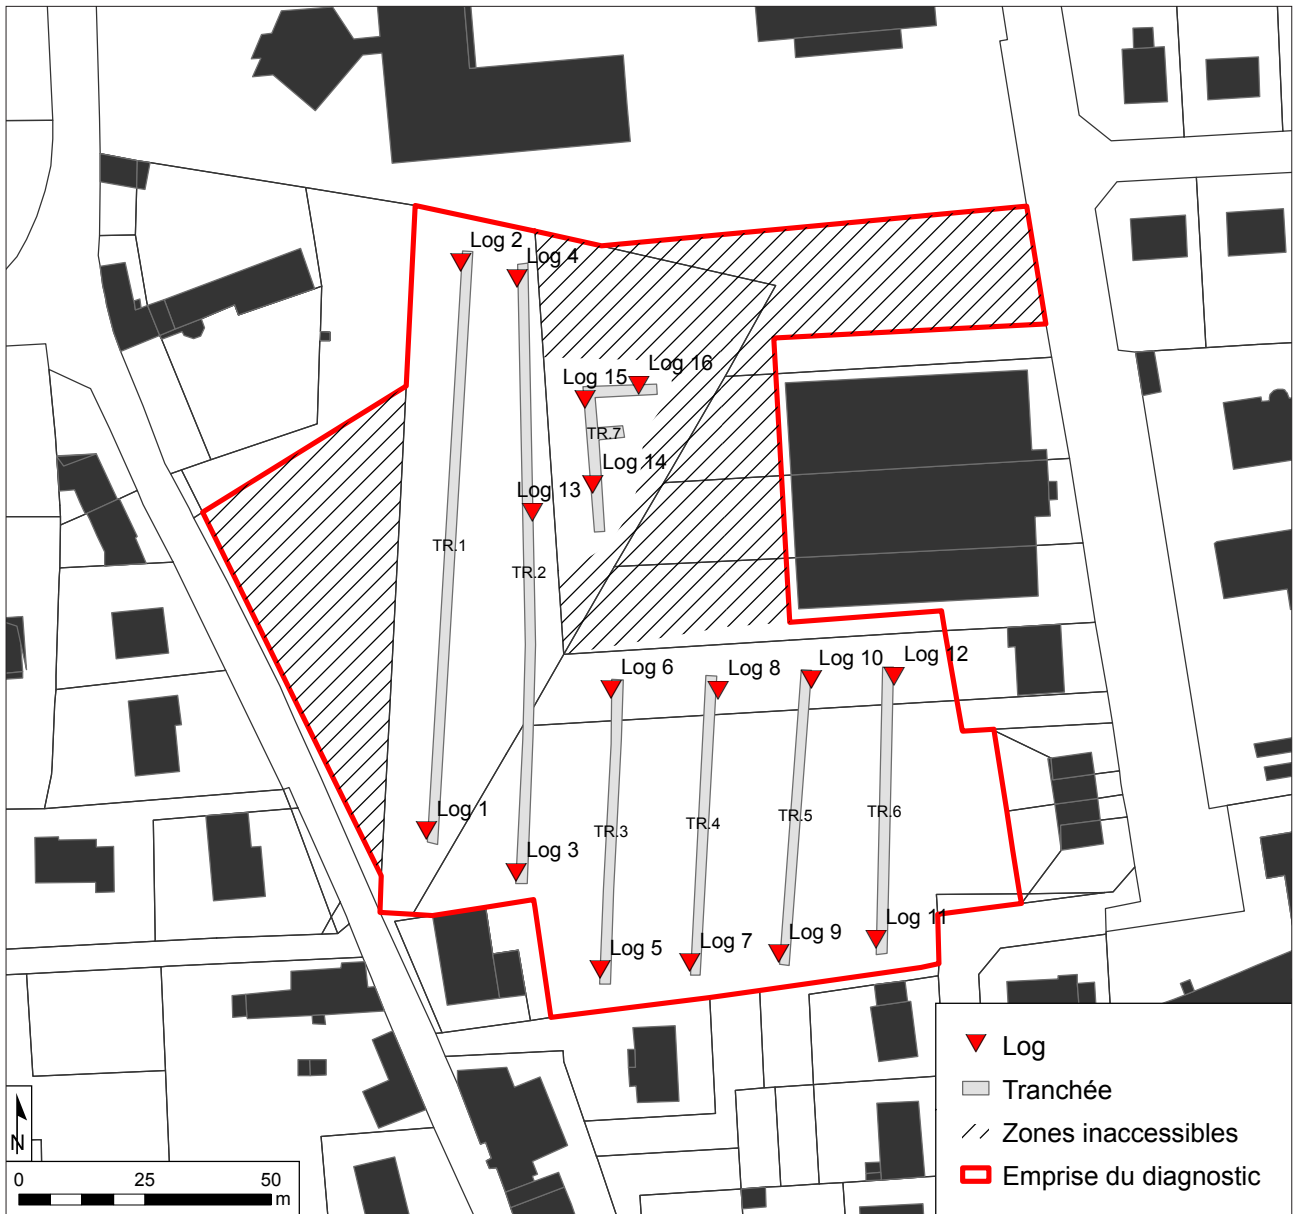 Log 2
Log 4
Log 16
Log 15
TR.7
Log 14
Log 13
TR.1
TR.2
Log 6
Log 8
Log 10
Log 12
Log 1
TR.3
TR.4
TR.5
TR.6
Log 3
Log 5
Log 7
Log 9
Log 11
Log
Tranchée
Zones inaccessibles
Emprise du diagnostic
N
0 25 50
m